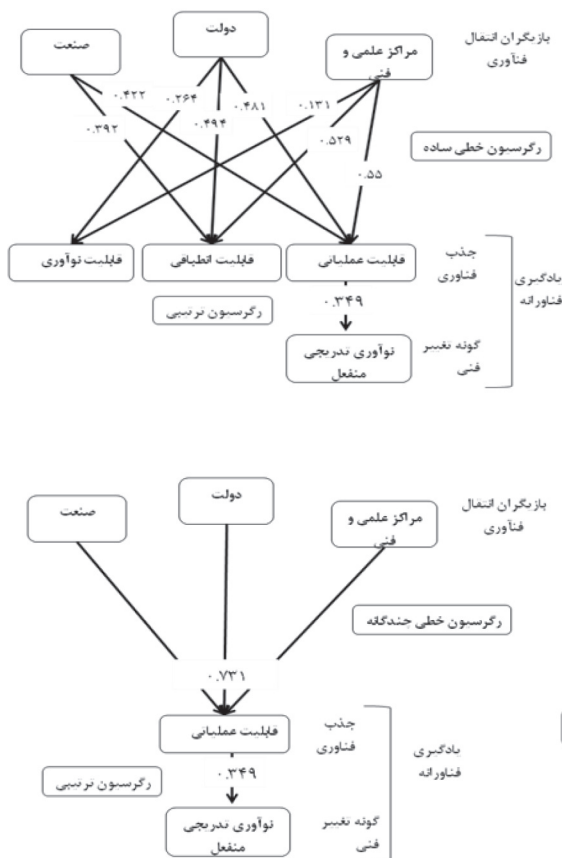 بازیگران انتقال
فنآوری
مراکز علمی و
فنی
دولت
صنعت
۰.۱۳۱
۰.۴۸۱
۰.۲۶۴
۰.۴۲۲
۰.۵۲۹
۰.۴۹۴
۰.۳۹۲
رگرسیون خطی ساده
۰.۵۵
جذب
فناوری
قابلیت عملیاتی
قابلیت انطباقی
قابلیت نوآوری
یادگیری
فناورانه
۰.۳۴۹
رگرسیون ترتیبی
گونه تغییر
فنی
نوآوری تدریجی
منفعل
بازیگران انتقال
فنآوری
مراکز علمی و
فنی
دولت
صنعت
رگرسیون خطی چندگانه
۰.۷۳۱
جذب
فناوری
قابلیت عملیاتی
یادگیری
فناورانه
۰.۳۴۹
رگرسیون ترتیبی
گونه تغییر
فنی
نوآوری تدریجی
منفعل